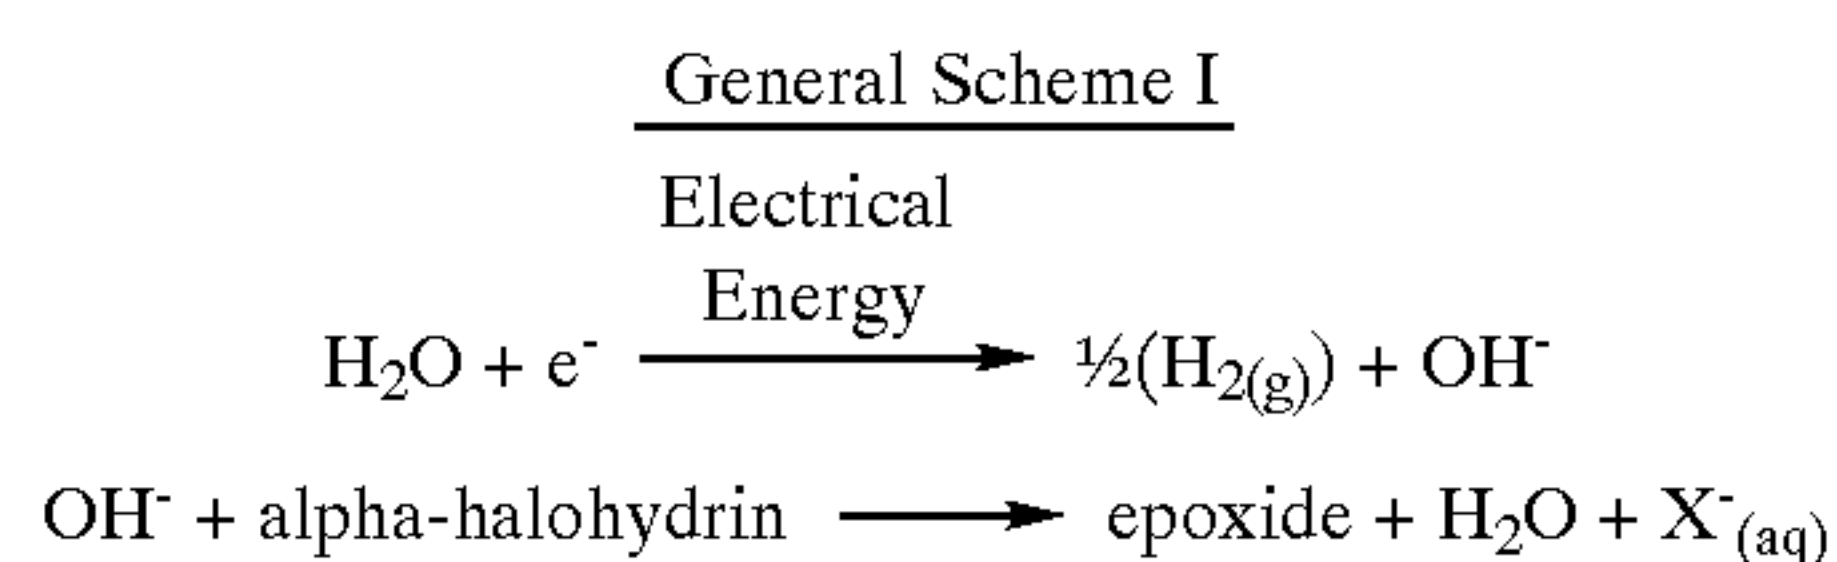 General Scheme I
Electrical
Energy
H₂O + e⁻ ⟶ ½(H₂₍g₎) + OH⁻
OH⁻ + alpha-halohydrin ⟶ epoxide + H₂O + X⁻₍aq₎